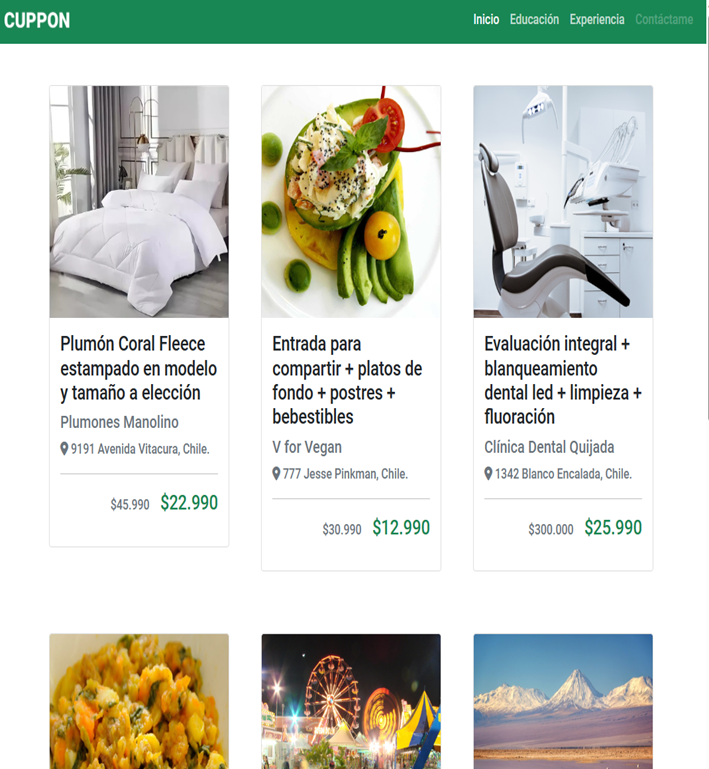 CUPPON
Inicio Educación Experiencia Contáctame
Plumón Coral Fleece
estampado en modelo
y tamaño a elección
Plumones Manolino
9191 Avenida Vitacura, Chile.
$45.990 $22.990
Entrada para
compartir + platos de
fondo + postres +
bebestibles
V for Vegan
777 Jesse Pinkman, Chile.
$30.990 $12.990
Evaluación integral +
blanqueamiento
dental led + limpieza +
fluoración
Clínica Dental Quijada
1342 Blanco Encalada, Chile.
$300.000 $25.990